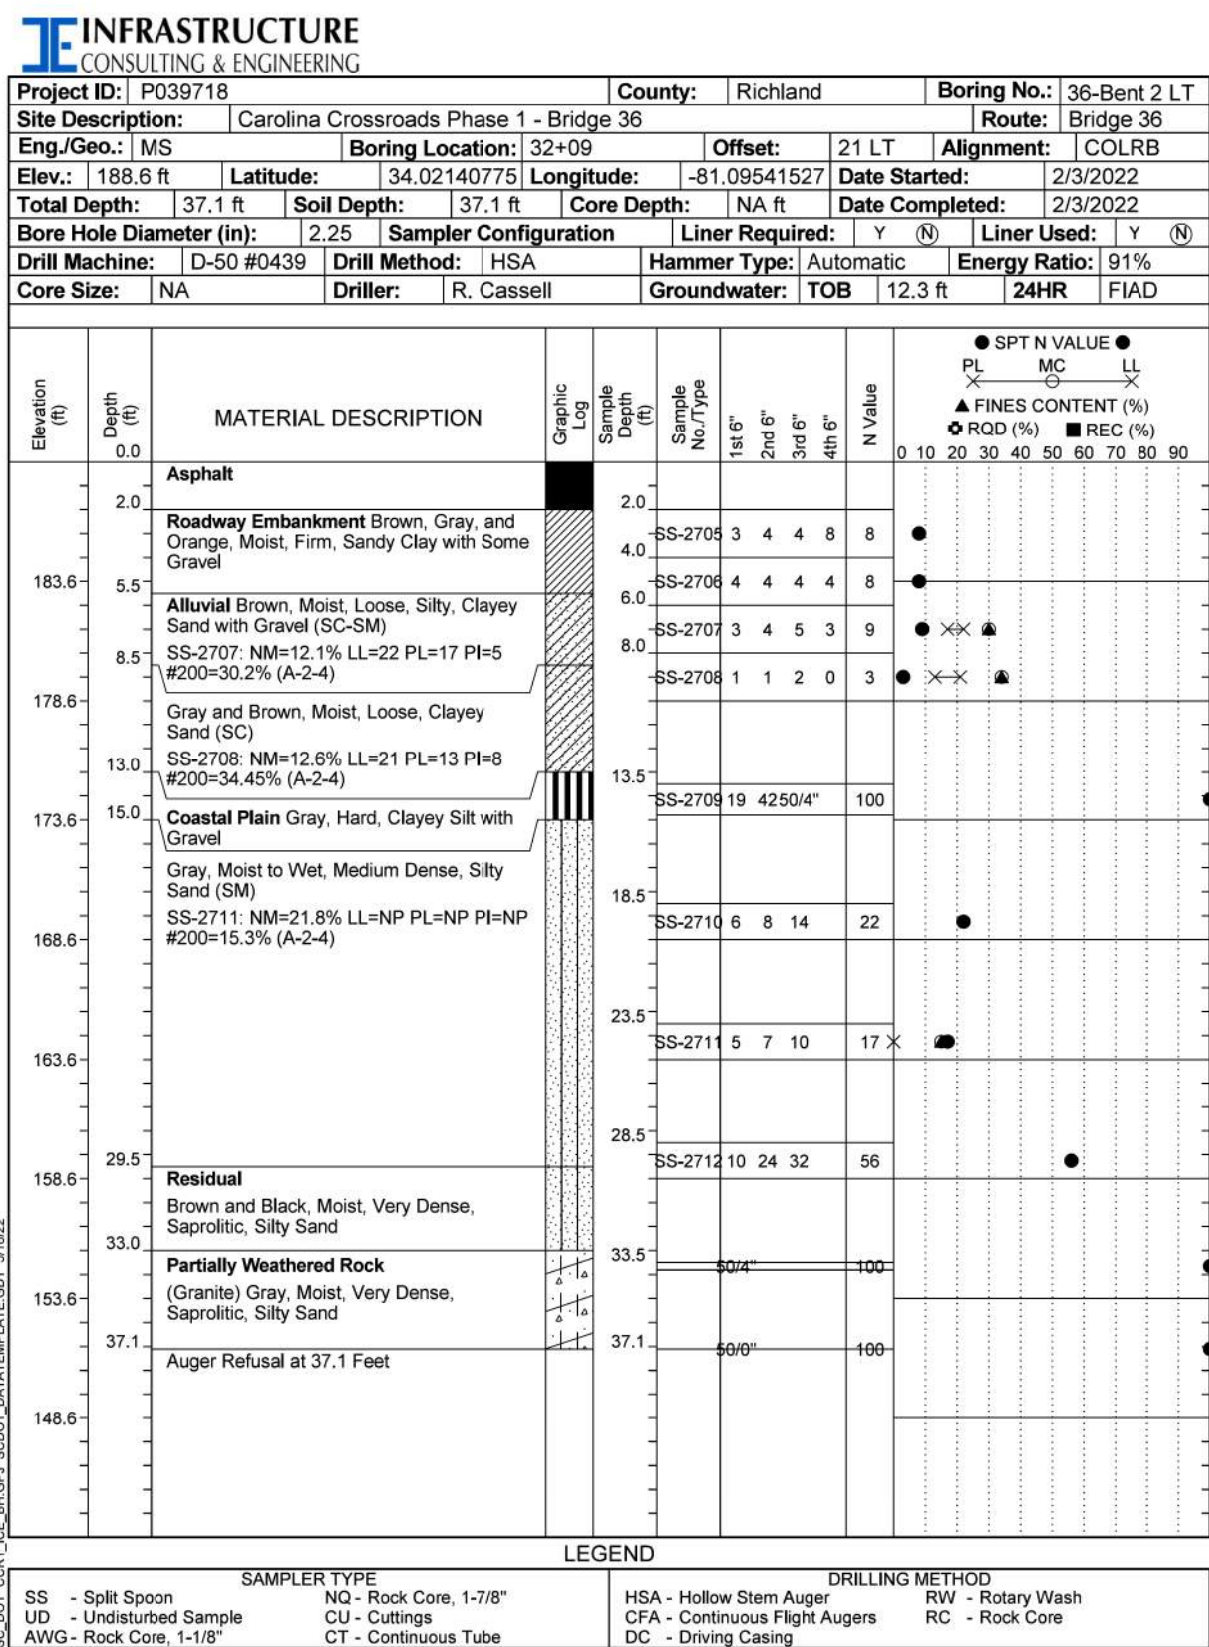 INFRASTRUCTURE
CONSULTING & ENGINEERING
Project ID: P039718 County: Richland Boring No.: 36-Bent 2 LT
Site Description: Carolina Crossroads Phase 1 - Bridge 36 Route: Bridge 36
Eng./Geo.: MS Boring Location: 32+09 Offset: 21 LT Alignment: COLRB
Elev.: 188.6 ft Latitude: 34.02140775 Longitude: -81.09541527 Date Started: 2/3/2022
Total Depth: 37.1 ft Soil Depth: 37.1 ft Core Depth: NA ft Date Completed: 2/3/2022
Bore Hole Diameter (in): 2.25 Sampler Configuration Liner Required: Y N Liner Used: Y N
Drill Machine: D-50 #0439 Drill Method: HSA Hammer Type: Automatic Energy Ratio: 91%
Core Size: NA Driller: R. Cassell Groundwater: TOB 12.3 ft 24HR FIAD
Elevation (ft) Depth (ft) 0.0 MATERIAL DESCRIPTION Graphic Log Sample Depth (ft) Sample No./Type 1st 6" 2nd 6" 3rd 6" 4th 6" N Value
SPT N VALUE
PL MC LL
FINES CONTENT (%)
RQD (%) REC (%)
0 10 20 30 40 50 60 70 80 90
Asphalt
2.0 2.0
Roadway Embankment Brown, Gray, and
Orange, Moist, Firm, Sandy Clay with Some
Gravel
SS-2705 3 4 4 8 8
4.0
183.6 5.5
SS-2706 4 4 4 4 8
6.0
Alluvial Brown, Moist, Loose, Silty, Clayey
Sand with Gravel (SC-SM)
SS-2707 3 4 5 3 9
SS-2707: NM=12.1% LL=22 PL=17 PI=5
#200=30.2% (A-2-4)
8.5 8.0
SS-2708 1 1 2 0 3
178.6
Gray and Brown, Moist, Loose, Clayey
Sand (SC)
SS-2708: NM=12.6% LL=21 PL=13 PI=8
#200=34.45% (A-2-4)
13.0 13.5
SS-2709 19 42 50/4" 100
173.6 15.0
Coastal Plain Gray, Hard, Clayey Silt with
Gravel
Gray, Moist to Wet, Medium Dense, Silty
Sand (SM)
18.5
SS-2711: NM=21.8% LL=NP PL=NP PI=NP
#200=15.3% (A-2-4)
SS-2710 6 8 14 22
168.6
23.5
SS-2711 5 7 10 17
163.6
28.5
29.5
SS-2712 10 24 32 56
158.6
Residual
Brown and Black, Moist, Very Dense,
Saprolitic, Silty Sand
33.0 33.5
Partially Weathered Rock
50/4" 100
(Granite) Gray, Moist, Very Dense,
Saprolitic, Silty Sand
153.6
37.1 37.1
50/0" 100
Auger Refusal at 37.1 Feet
148.6
LEGEND
SAMPLER TYPE DRILLING METHOD
SS - Split Spoon NQ - Rock Core, 1-7/8" HSA - Hollow Stem Auger RW - Rotary Wash
UD - Undisturbed Sample CU - Cuttings CFA - Continuous Flight Augers RC - Rock Core
AWG - Rock Core, 1-1/8" CT - Continuous Tube DC - Driving Casing